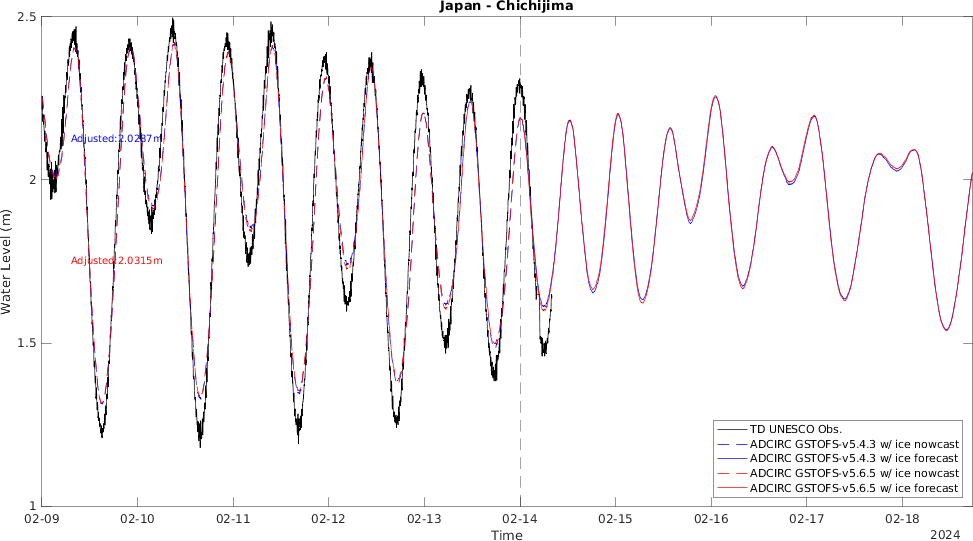 Japan - Chichijima
2.5
2
1.5
1
Water Level (m)
Adjusted:2.0287m
Adjusted:2.0315m
TD UNESCO Obs.
ADCIRC GSTOFS-v5.4.3 w/ ice nowcast
ADCIRC GSTOFS-v5.4.3 w/ ice forecast
ADCIRC GSTOFS-v5.6.5 w/ ice nowcast
ADCIRC GSTOFS-v5.6.5 w/ ice forecast
02-09 02-10 02-11 02-12 02-13 02-14 02-15 02-16 02-17 02-18
Time
2024